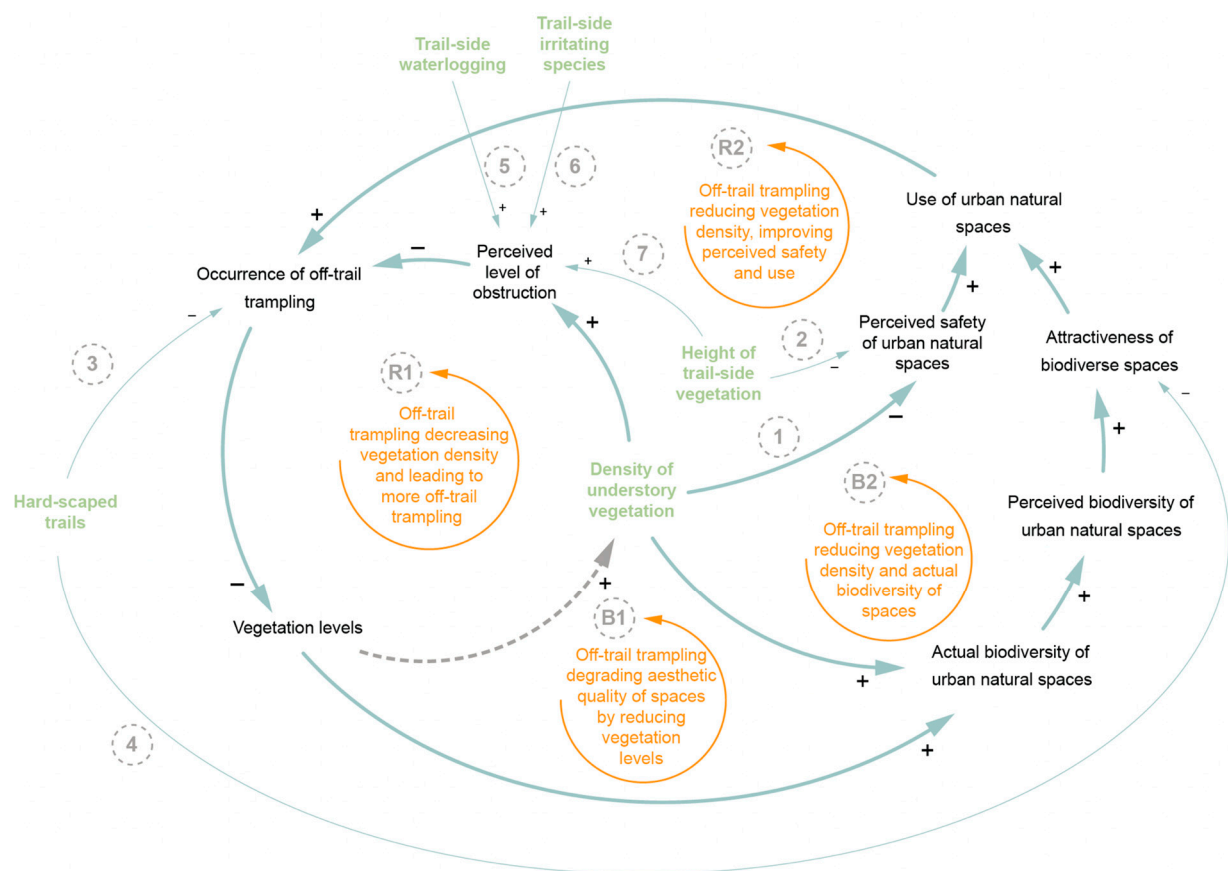 Trail-side
waterlogging
Trail-side
irritating
species
5
6
+
+
R2
Off-trail trampling
reducing vegetation
density, improving
perceived safety
and use
Use of urban natural
spaces
+
−
Occurrence of off-trail
trampling
Perceived
level of
obstruction
+
7
+
+
+
−
3
Height of
trail-side
vegetation
2
−
Perceived safety
of urban natural
spaces
Attractiveness of
biodiverse spaces
−
R1
Off-trail
trampling decreasing
vegetation density
and leading to
more off-trail
trampling
1
−
+
Hard-scaped
trails
Density of
understory
vegetation
B2
Off-trail trampling
reducing vegetation
density and actual
biodiversity of
spaces
Perceived biodiversity of
urban natural spaces
−
+
+
Vegetation levels
B1
Off-trail trampling
degrading aesthetic
quality of spaces
by reducing
vegetation
levels
+
Actual biodiversity of
urban natural spaces
4
+